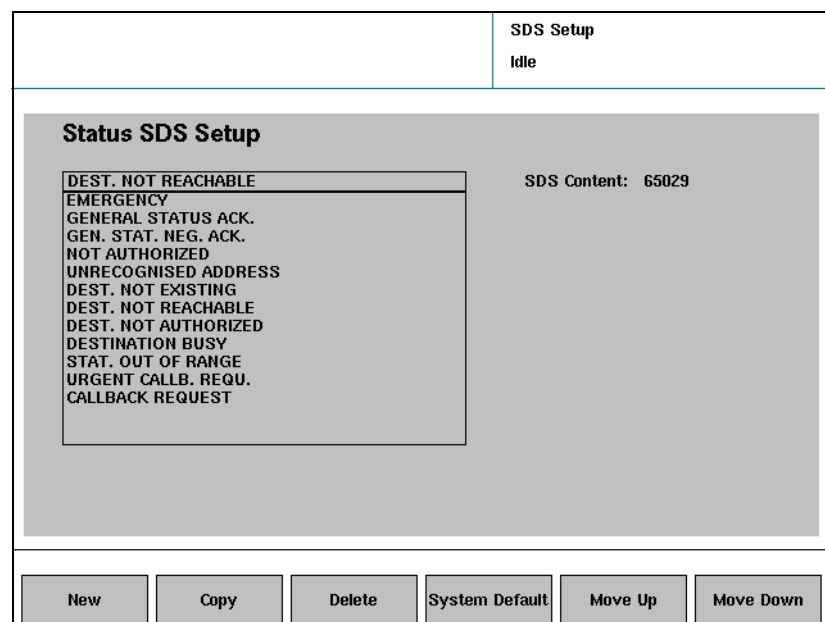 SDS Setup
Idle
Status SDS Setup
DEST. NOT REACHABLE
SDS Content: 65029
EMERGENCY
GENERAL STATUS ACK.
GEN. STAT. NEG. ACK.
NOT AUTHORIZED
UNRECOGNISED ADDRESS
DEST. NOT EXISTING
DEST. NOT REACHABLE
DEST. NOT AUTHORIZED
DESTINATION BUSY
STAT. OUT OF RANGE
URGENT CALLB. REQU.
CALLBACK REQUEST
New
Copy
Delete
System Default
Move Up
Move Down